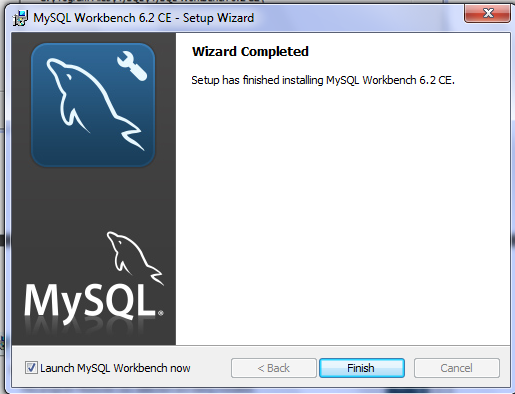 MySQL Workbench 6.2 CE - Setup Wizard
Wizard Completed
Setup has finished installing MySQL Workbench 6.2 CE.
MySQL®
Launch MySQL Workbench now
< Back
Finish
Cancel